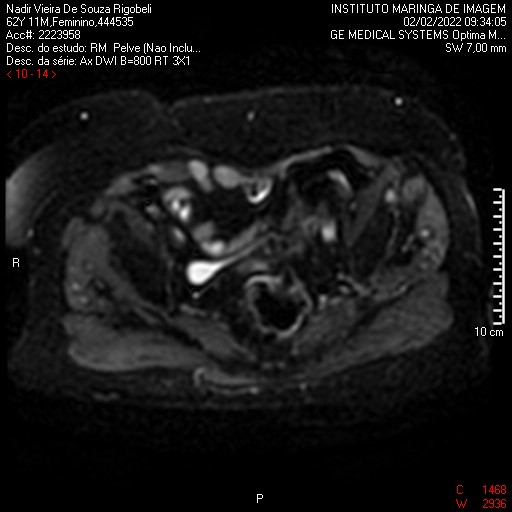 Nadir Vieira De Souza Rigobeli
62Y 11M,Feminino,444535
Acc#: 2223958
Desc. do estudo: RM Pelve (Nao Inclu...
Desc. da série: Ax DWI B=800 RT 3X1
< 10 - 14 >
INSTITUTO MARINGA DE IMAGEM
02/02/2022 09:34:05
GE MEDICAL SYSTEMS Optima M...
SW 7,00 mm
R
10 cm
P
C 1468
W 2936